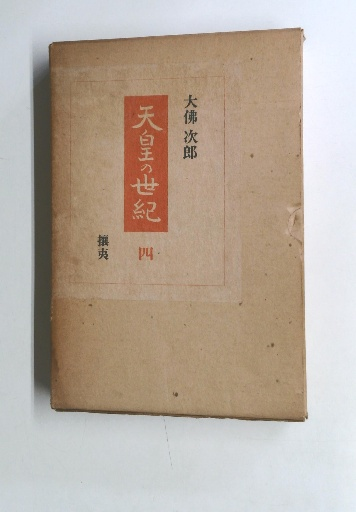 大佛次郎
天皇の世紀
四
攘夷